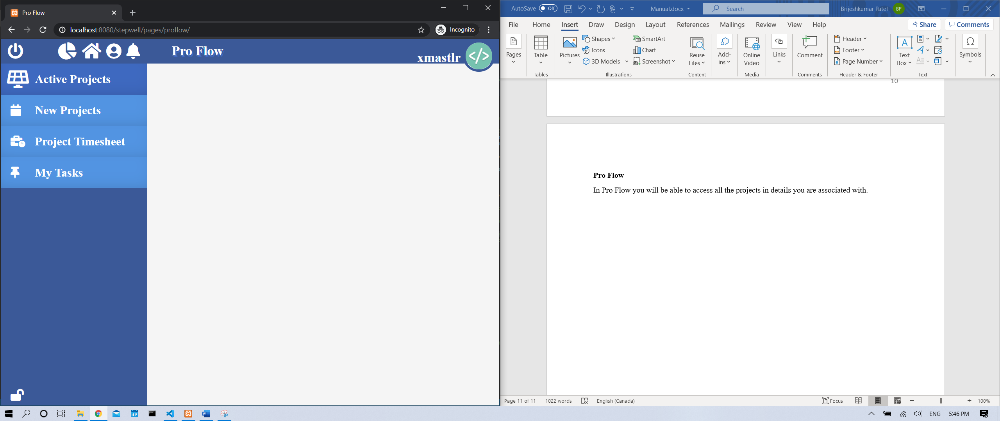 Pro Flow
localhost:8080/stepwell/pages/proflow/
Incognito
Pro Flow
xmastlr
</>
Active Projects
New Projects
Project Timesheet
My Tasks
AutoSave Off
Manual.docx
Search
Brijeshkumar Patel BP
File Home Insert Draw Design Layout References Mailings Review View Help
Share Comments
Pages
Table
Tables
Pictures
Shapes
Icons
3D Models
SmartArt
Chart
Screenshot
Illustrations
Reuse
Files
Content
Add-
ins
Online
Video
Media
Links
Comment
Comments
Header
Footer
Page Number
Header & Footer
Text
Box
Text
Symbols
10
Pro Flow
In Pro Flow you will be able to access all the projects in details you are associated with.
Page 11 of 11 1022 words English (Canada)
Focus
100%
ENG 5:46 PM